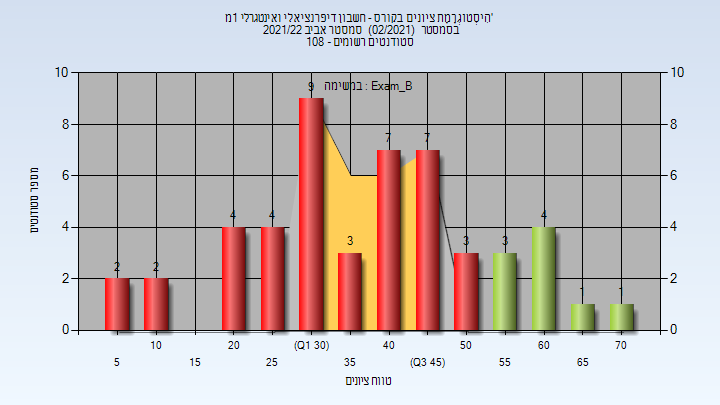 היסטוגרמת ציונים בקורס - חשבון דיפרנציאלי ואינטגרלי 1מ'
בסמסטר (02/2021) סמסטר אביב 2021/22
סטודנטים רשומים - 108
במשימה : Exam_B
מספר סטודנטים
10 10
8 8
6 6
4 4
2 2
0 0
2 2 4 4 9 3 7 7 3 3 4 1 1
10 20 (Q1 30) 40 50 60 70
5 15 25 35 (Q3 45) 55 65
טווח ציונים